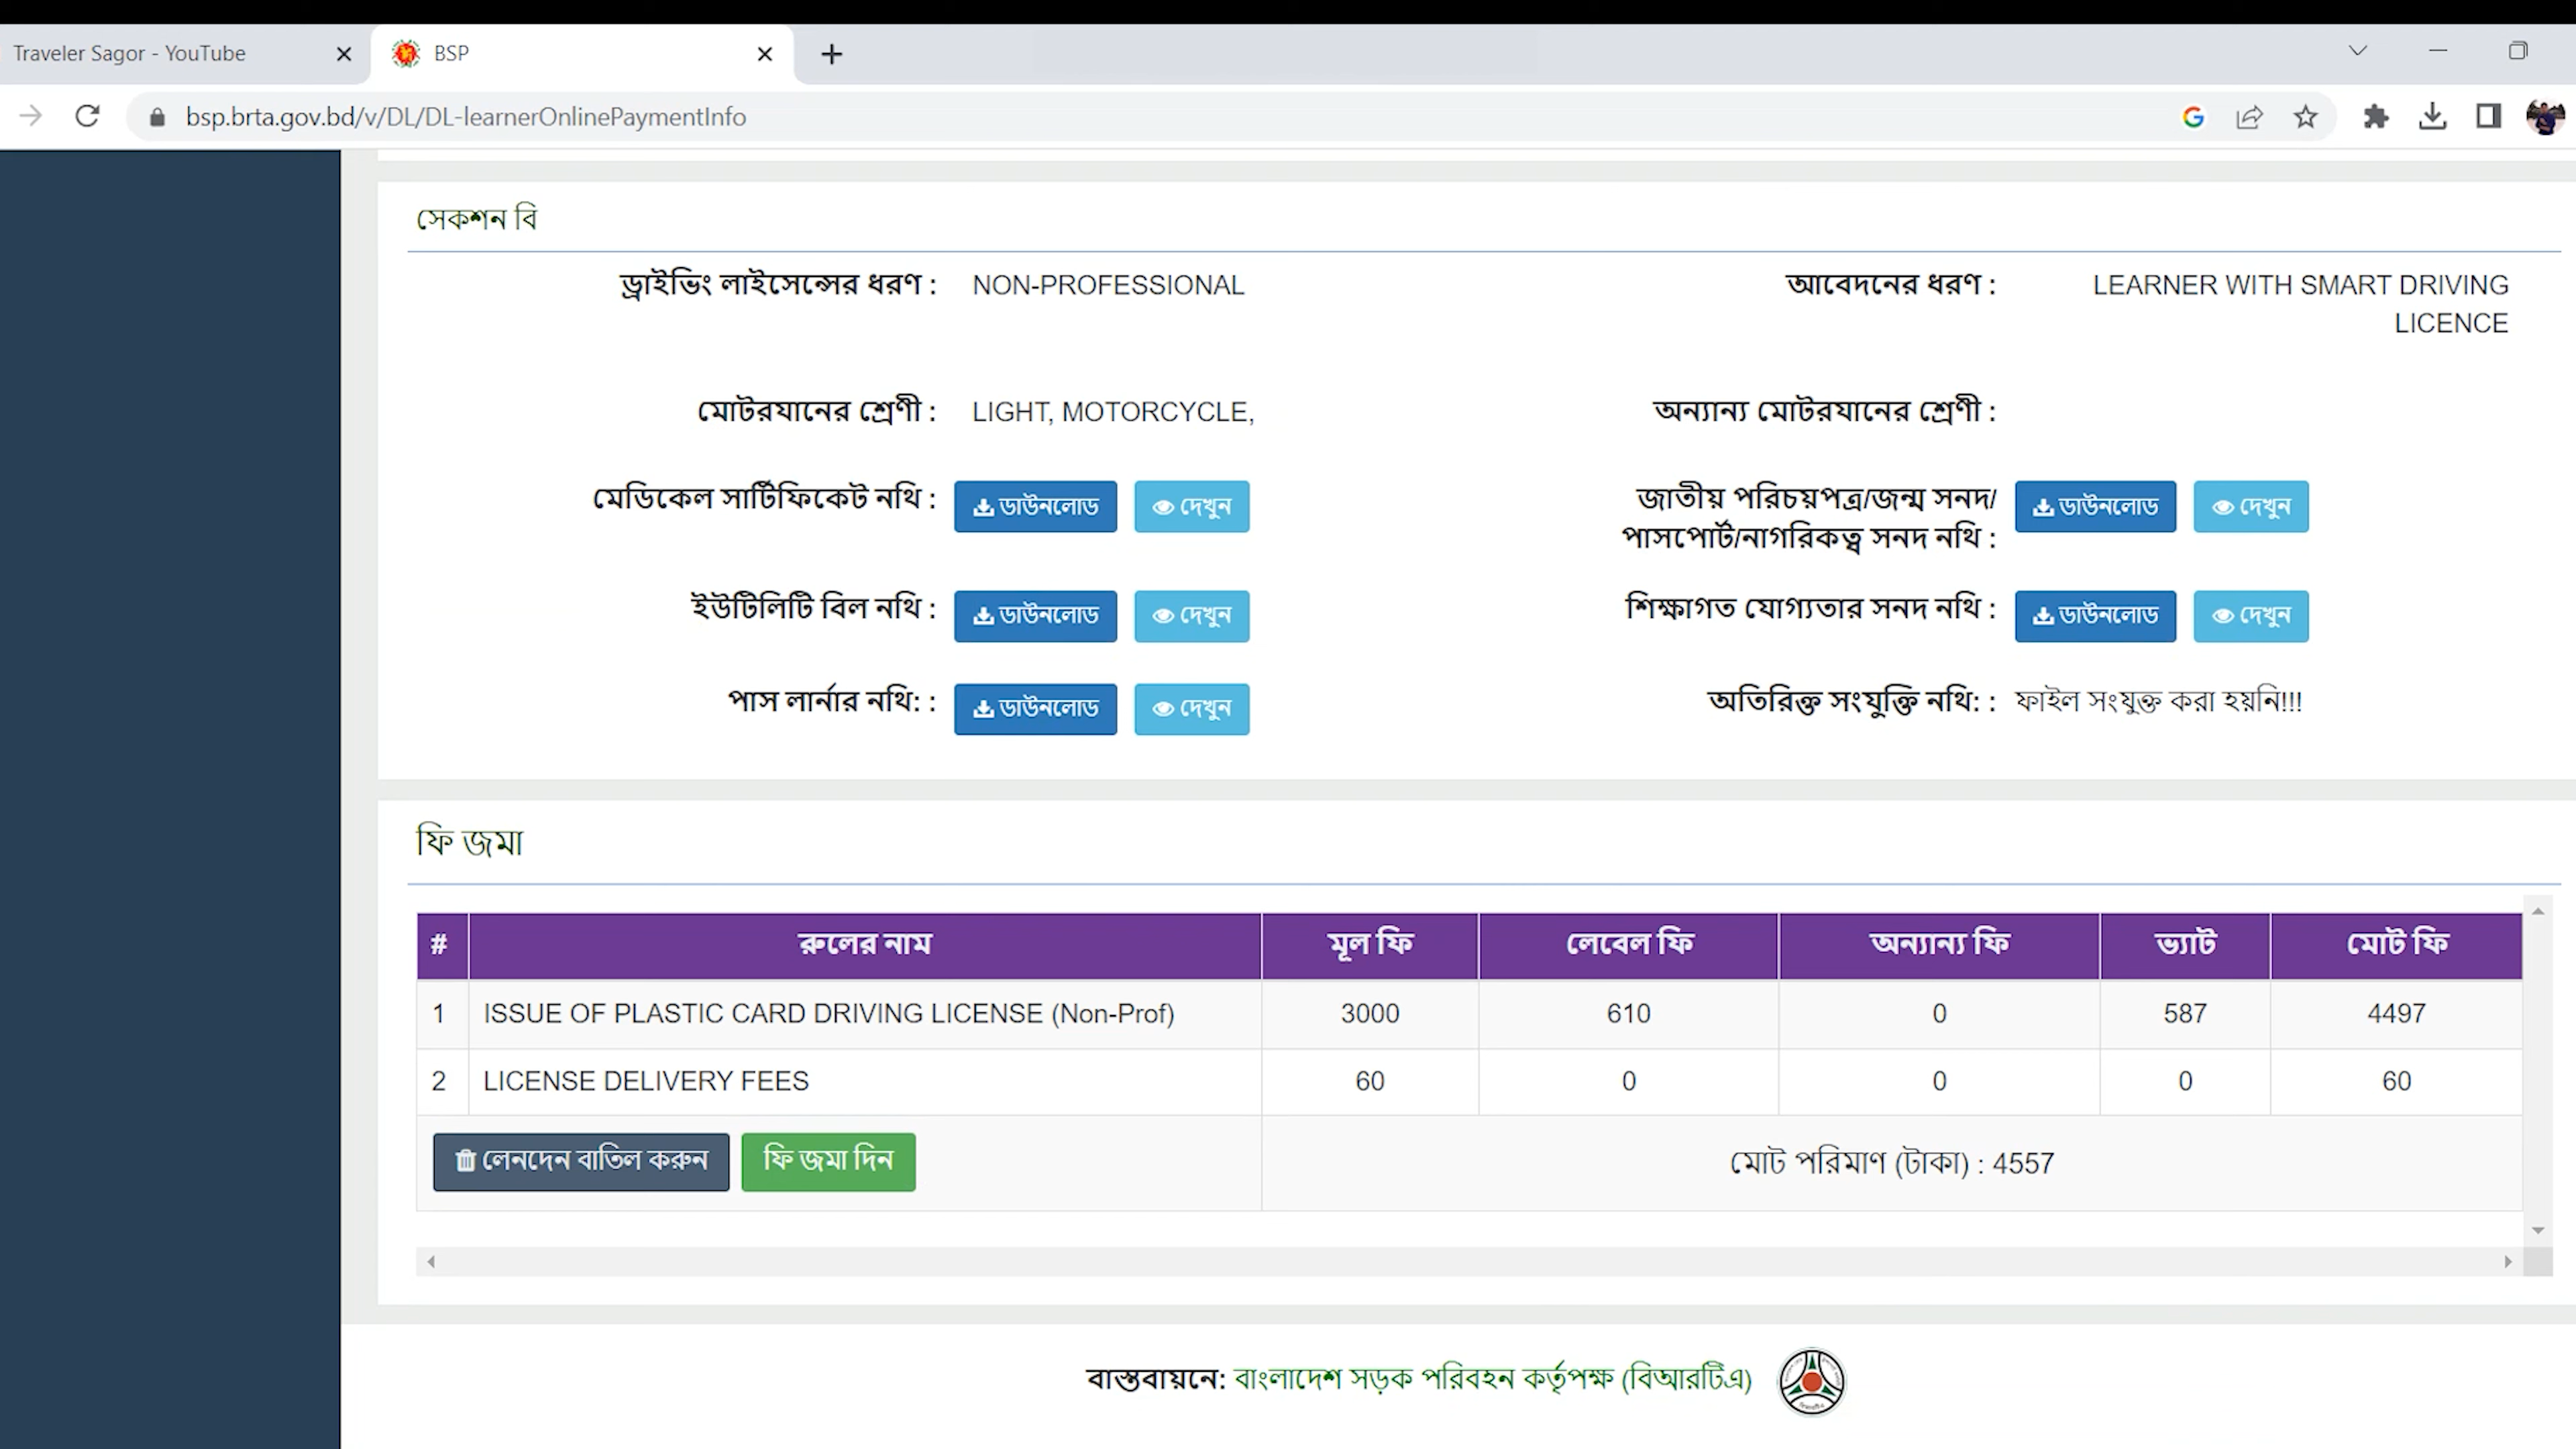 Traveler Sagor - YouTube
BSP
bsp.brta.gov.bd/v/DL/DL-learnerOnlinePaymentInfo
সেকশন বি
ড্রাইভিং লাইসেন্সের ধরণ : NON-PROFESSIONAL
আবেদনের ধরণ : LEARNER WITH SMART DRIVING
LICENCE
মোটরযানের শ্রেণী : LIGHT, MOTORCYCLE,
অন্যান্য মোটরযানের শ্রেণী :
মেডিকেল সার্টিফিকেট নথি : ডাউনলোড দেখুন
জাতীয় পরিচয়পত্র/জন্ম সনদ/
পাসপোর্ট/নাগরিকত্ব সনদ নথি : ডাউনলোড দেখুন
ইউটিলিটি বিল নথি : ডাউনলোড দেখুন
শিক্ষাগত যোগ্যতার সনদ নথি : ডাউনলোড দেখুন
পাস লার্নার নথি: : ডাউনলোড দেখুন
অতিরিক্ত সংযুক্তি নথি: : ফাইল সংযুক্ত করা হয়নি!!!
ফি জমা
# রুলের নাম মূল ফি লেবেল ফি অন্যান্য ফি ভ্যাট মোট ফি
1 ISSUE OF PLASTIC CARD DRIVING LICENSE (Non-Prof) 3000 610 0 587 4497
2 LICENSE DELIVERY FEES 60 0 0 0 60
লেনদেন বাতিল করুন ফি জমা দিন মোট পরিমাণ (টাকা) : 4557
বাস্তবায়নে: বাংলাদেশ সড়ক পরিবহন কর্তৃপক্ষ (বিআরটিএ)